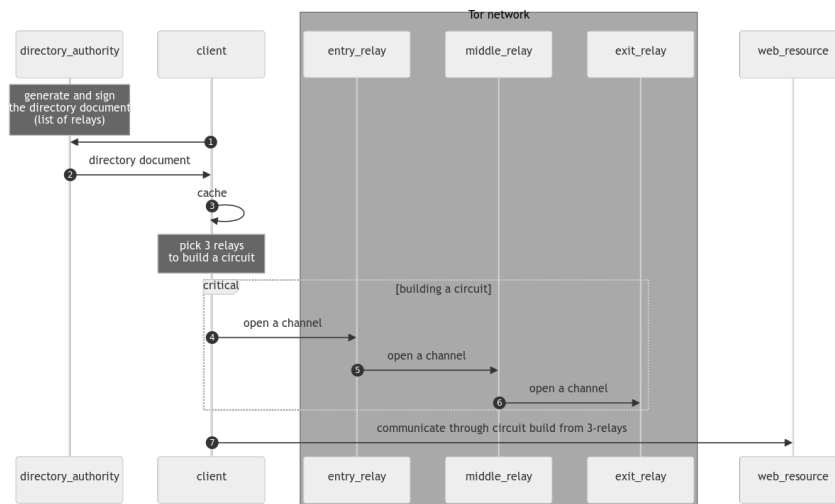 Tor network
directory_authority
client
entry_relay
middle_relay
exit_relay
web_resource
generate and sign
the directory document
(list of relays)
1
directory document
2
cache
3
pick 3 relays
to build a circuit
critical
[building a circuit]
open a channel
4
open a channel
5
open a channel
6
communicate through circuit build from 3-relays
7
directory_authority
client
entry_relay
middle_relay
exit_relay
web_resource